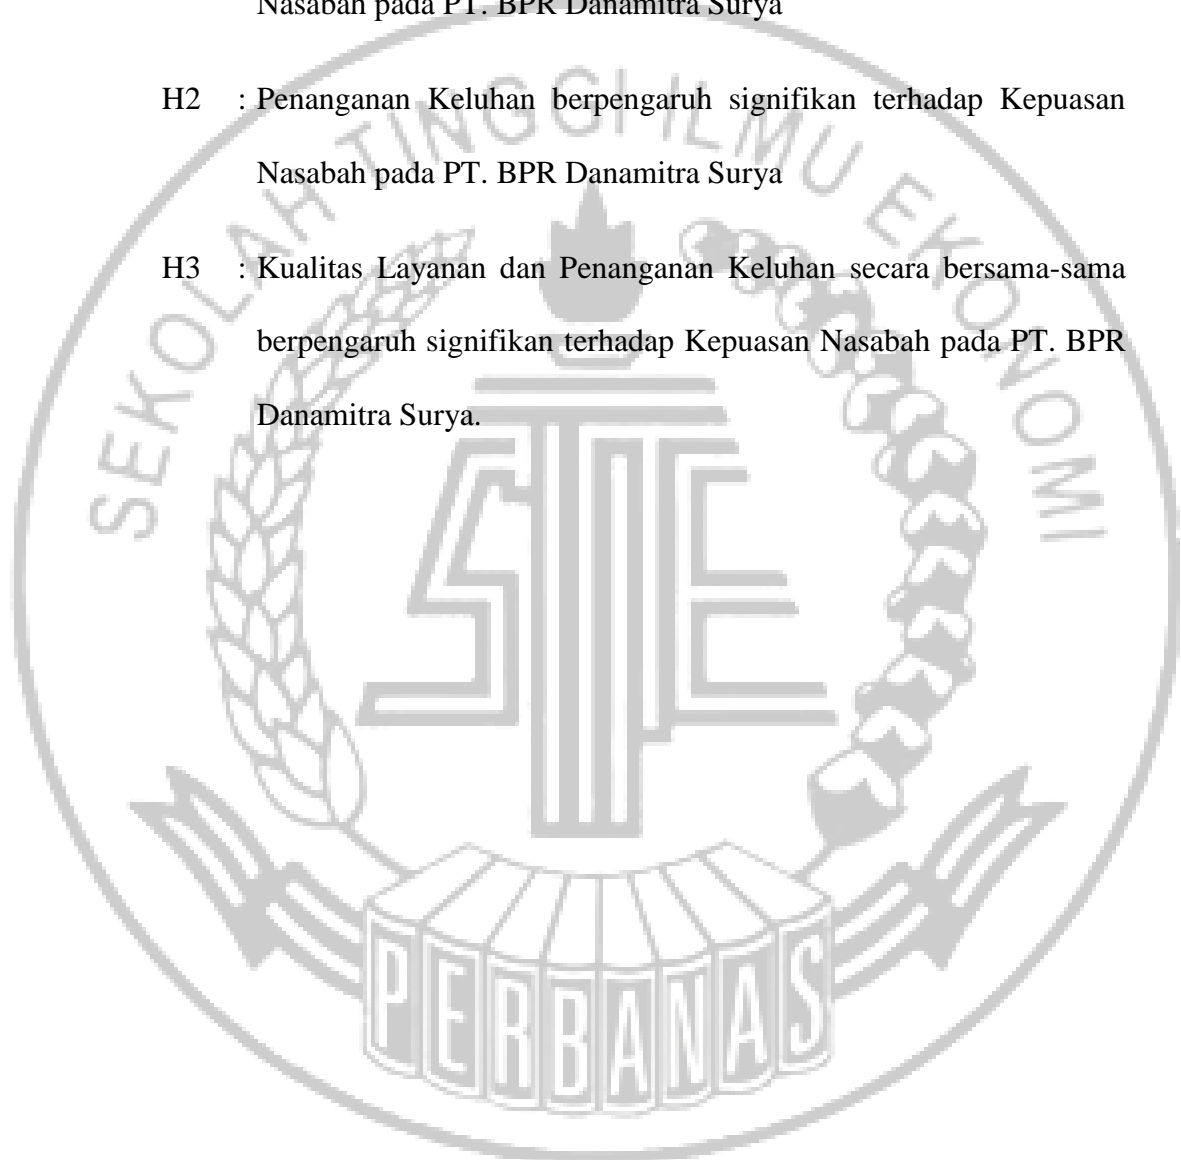 Nasabah pada PT. BPR Danamitra Surya
H2 : Penanganan Keluhan berpengaruh signifikan terhadap Kepuasan
Nasabah pada PT. BPR Danamitra Surya
H3 : Kualitas Layanan dan Penanganan Keluhan secara bersama-sama
berpengaruh signifikan terhadap Kepuasan Nasabah pada PT. BPR
Danamitra Surya.
SEKOLAH TINGGI ILMU EKONOMI
STIE
PERBANAS